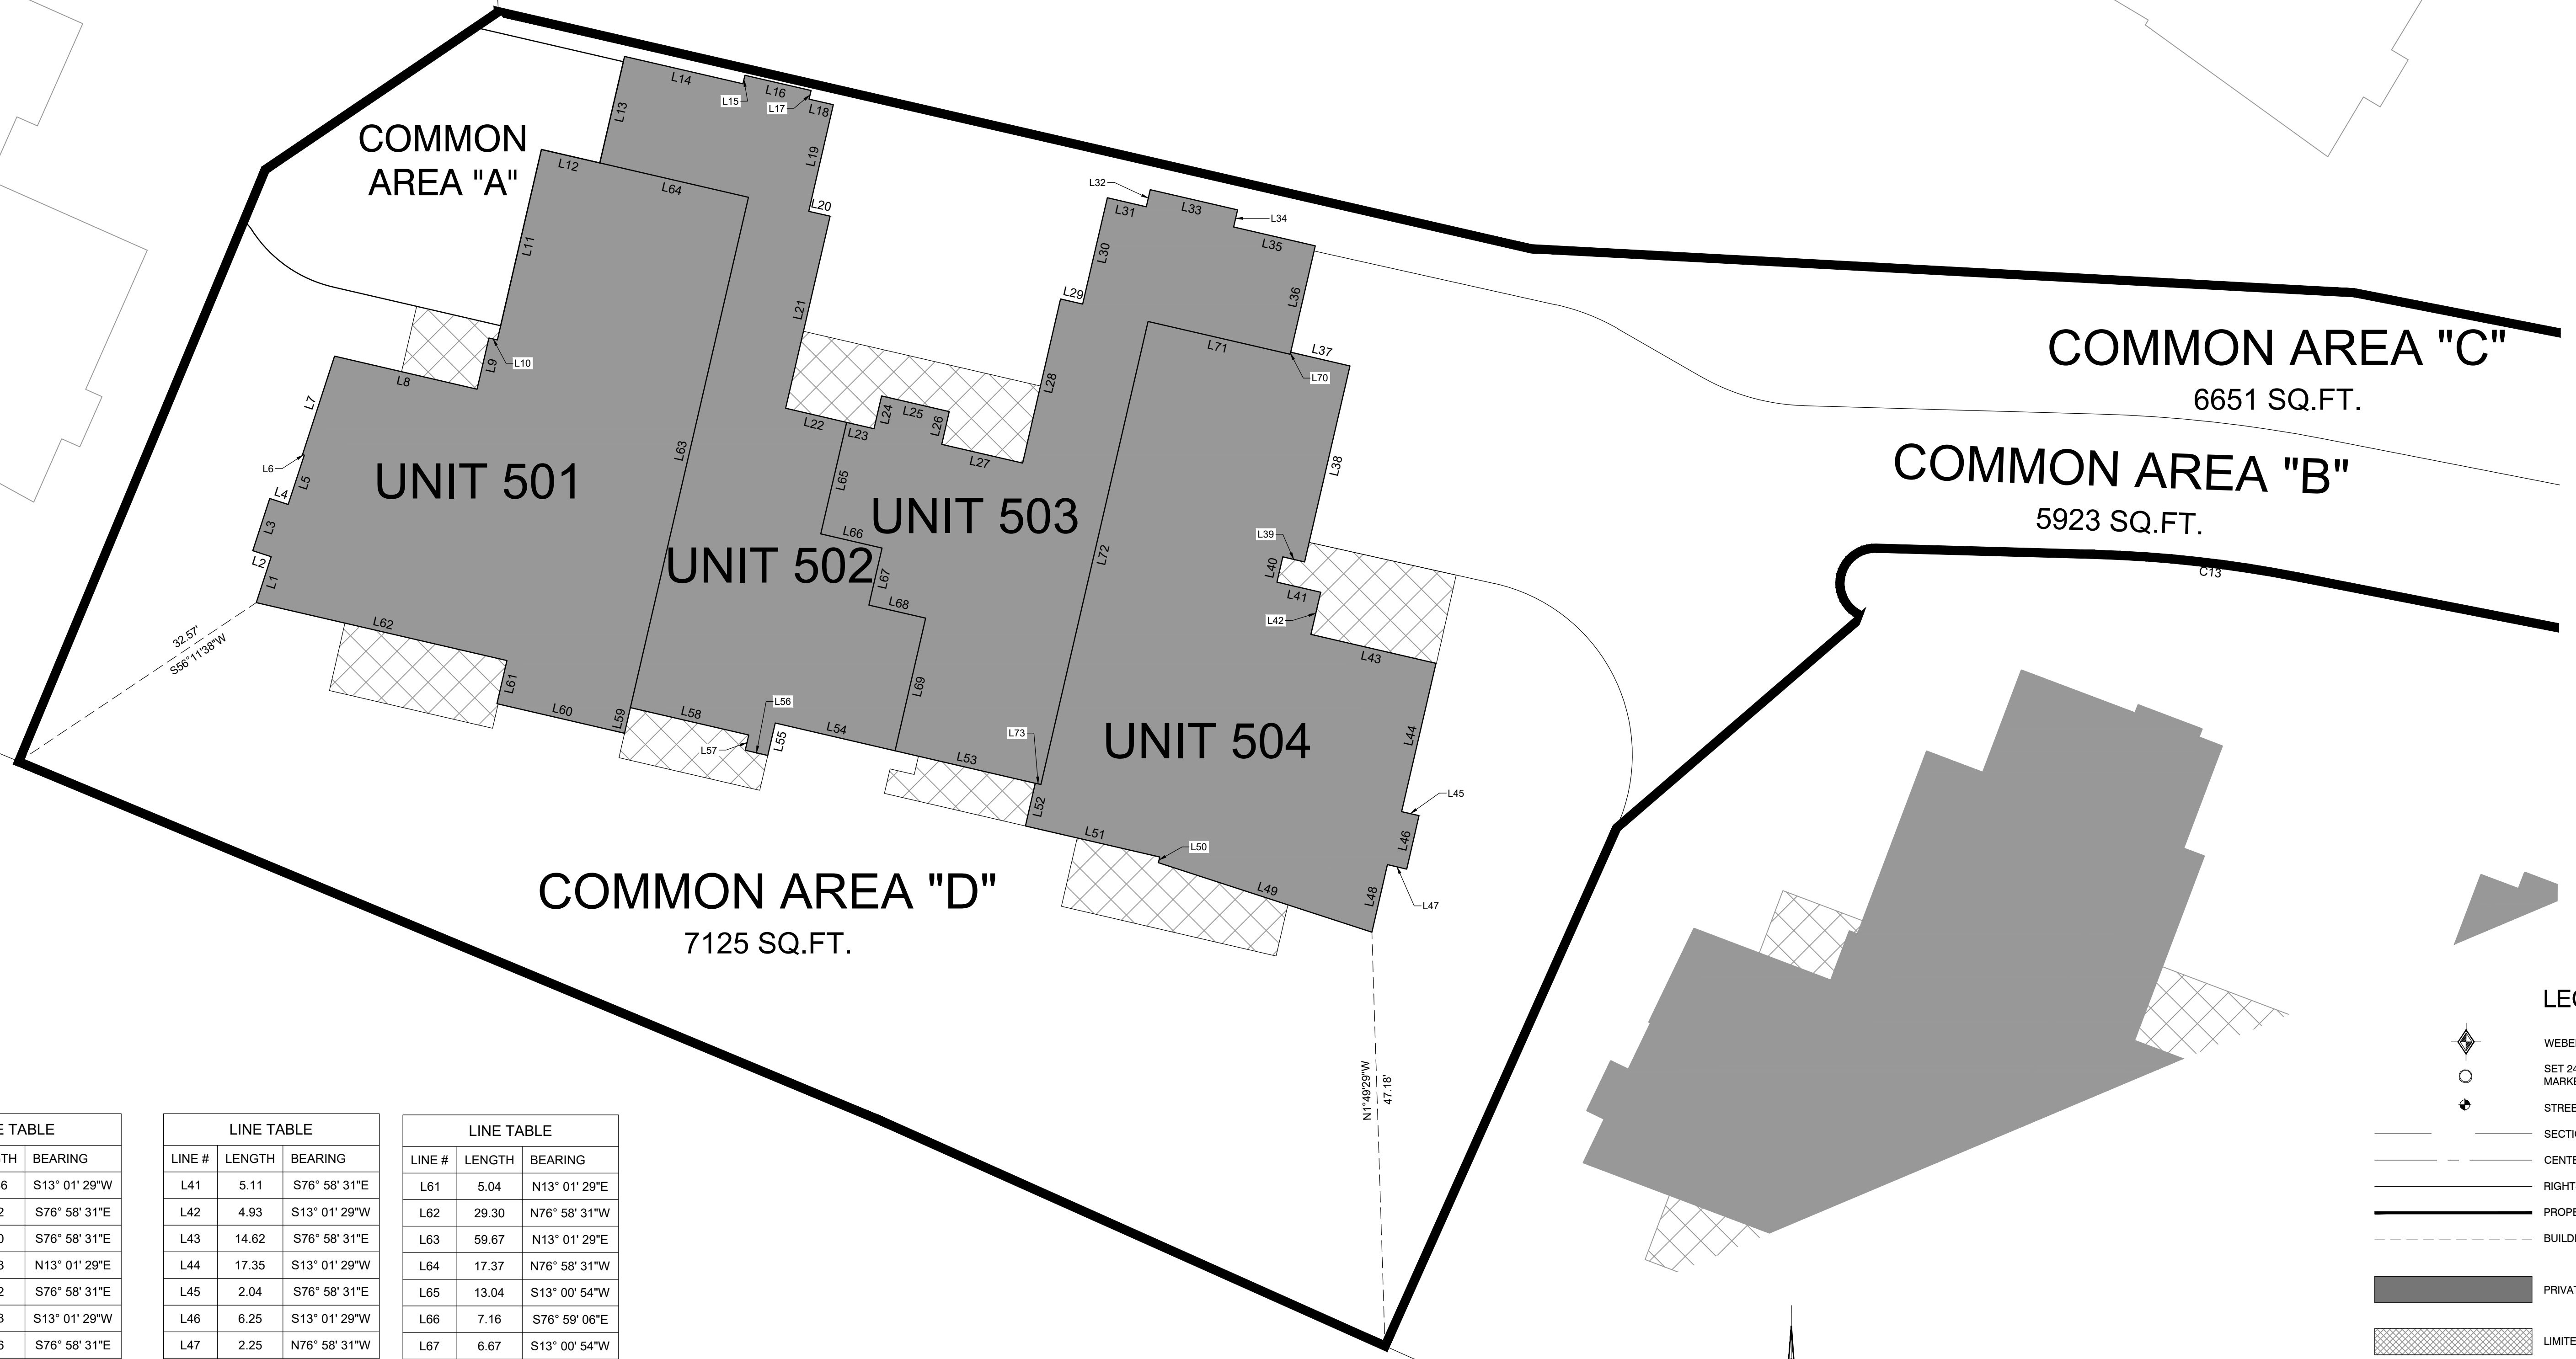 COMMON
AREA "A"
L14
L15
L16
L17
L18
L13
L12
L64
L19
L20
L11
L21
L32
L31
L33
L34
L35
L30
L29
L36
L37
L70
L71
L28
L10
L9
L8
L7
L6
L5
L4
L3
L2
L1
L22
L23
L24
L25
L26
L27
L65
L63
L66
L67
L68
L69
L72
L38
L39
L40
L41
L42
L43
L44
L45
L46
L47
L48
L49
L50
L51
L52
L73
L53
L54
L55
L56
L57
L58
L59
L60
L61
L62
UNIT 501
UNIT 502
UNIT 503
UNIT 504
COMMON AREA "C"
6651 SQ.FT.
COMMON AREA "B"
5923 SQ.FT.
C13
32.57'
S56°11'38"W
COMMON AREA "D"
7125 SQ.FT.
N1°49'29"W
47.18'
E TABLE
TH BEARING
6 S13° 01' 29"W
2 S76° 58' 31"E
0 S76° 58' 31"E
3 N13° 01' 29"E
2 S76° 58' 31"E
3 S13° 01' 29"W
6 S76° 58' 31"E
LINE TABLE
LINE # LENGTH BEARING
L41 5.11 S76° 58' 31"E
L42 4.93 S13° 01' 29"W
L43 14.62 S76° 58' 31"E
L44 17.35 S13° 01' 29"W
L45 2.04 S76° 58' 31"E
L46 6.25 S13° 01' 29"W
L47 2.25 N76° 58' 31"W
LINE TABLE
LINE # LENGTH BEARING
L61 5.04 N13° 01' 29"E
L62 29.30 N76° 58' 31"W
L63 59.67 N13° 01' 29"E
L64 17.37 N76° 58' 31"W
L65 13.04 S13° 00' 54"W
L66 7.16 S76° 59' 06"E
L67 6.67 S13° 00' 54"W
LE
WEBE
SET 24
MARKE
STREE
SECTI
CENTE
RIGHT
PROPE
BUILDI
PRIVAT
LIMITE